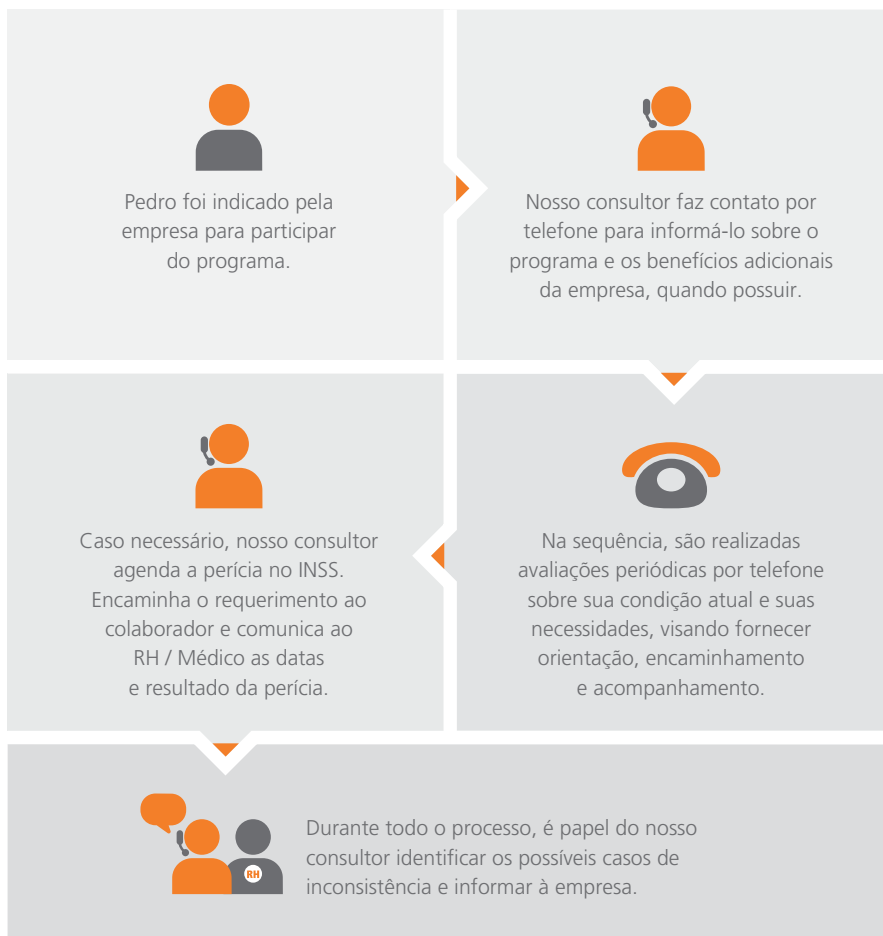 Pedro foi indicado pela
empresa para participar
do programa.
Nosso consultor faz contato por
telefone para informá-lo sobre o
programa e os benefícios adicionais
da empresa, quando possuir.
Na sequência, são realizadas
avaliações periódicas por telefone
sobre sua condição atual e suas
necessidades, visando fornecer
orientação, encaminhamento
e acompanhamento.
Caso necessário, nosso consultor
agenda a perícia no INSS.
Encaminha o requerimento ao
colaborador e comunica ao
RH / Médico as datas
e resultado da perícia.
RH
Durante todo o processo, é papel do nosso
consultor identificar os possíveis casos de
inconsistência e informar à empresa.